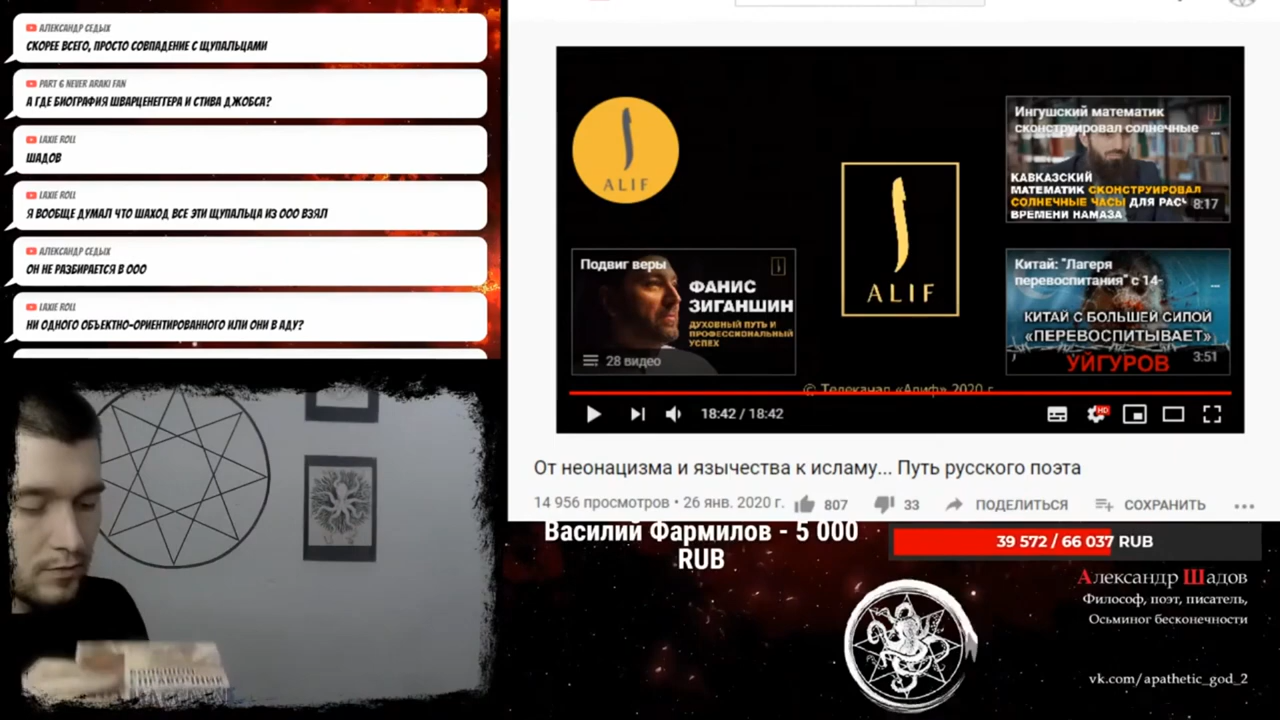 АЛЕКСАНДР СЕДЫХ
СКОРЕЕ ВСЕГО, ПРОСТО СОВПАДЕНИЕ С ЩУПАЛЬЦАМИ
PART 6 NEVER ARAKI FAN
А ГДЕ БИОГРАФИЯ ШВАРЦЕНЕГГЕРА И СТИВА ДЖОБСА?
LAXIE ROLL
ШАДОВ
LAXIE ROLL
Я ВООБЩЕ ДУМАЛ ЧТО ШАХОД ВСЕ ЭТИ ЩУПАЛЬЦА ИЗ ООО ВЗЯЛ
АЛЕКСАНДР СЕДЫХ
ОН НЕ РАЗБИРАЕТСЯ В ООО
LAXIE ROLL
НИ ОДНОГО ОБЪЕКТНО-ОРИЕНТИРОВАННОГО ИЛИ ОНИ В АДУ?
ALIF
Подвиг веры
ФАНИС
ЗИГАНШИН
ДУХОВНЫЙ ПУТЬ И
ПРОФЕССИОНАЛЬНЫЙ
УСПЕХ
28 видео
ALIF
Ингушский математик
сконструировал солнечные ...
КАВКАЗСКИЙ
МАТЕМАТИК СКОНСТРУИРОВАЛ
СОЛНЕЧНЫЕ ЧАСЫ ДЛЯ РАСЧ
ВРЕМЕНИ НАМАЗА
8:17
Китай: "Лагеря
перевоспитания" с 14- ...
КИТАЙ С БОЛЬШЕЙ СИЛОЙ
«ПЕРЕВОСПИТЫВАЕТ»
УЙГУРОВ
3:51
© Телеканал «Алиф» 2020 г.
18:42 / 18:42
HD
От неонацизма и язычества к исламу... Путь русского поэта
14 956 просмотров • 26 янв. 2020 г.
807
33
ПОДЕЛИТЬСЯ
СОХРАНИТЬ
Василий Фармилов - 5 000
RUB
39 572 / 66 037 RUB
Александр Шадов
Философ, поэт, писатель,
Осьминог бесконечности
vk.com/apathetic_god_2